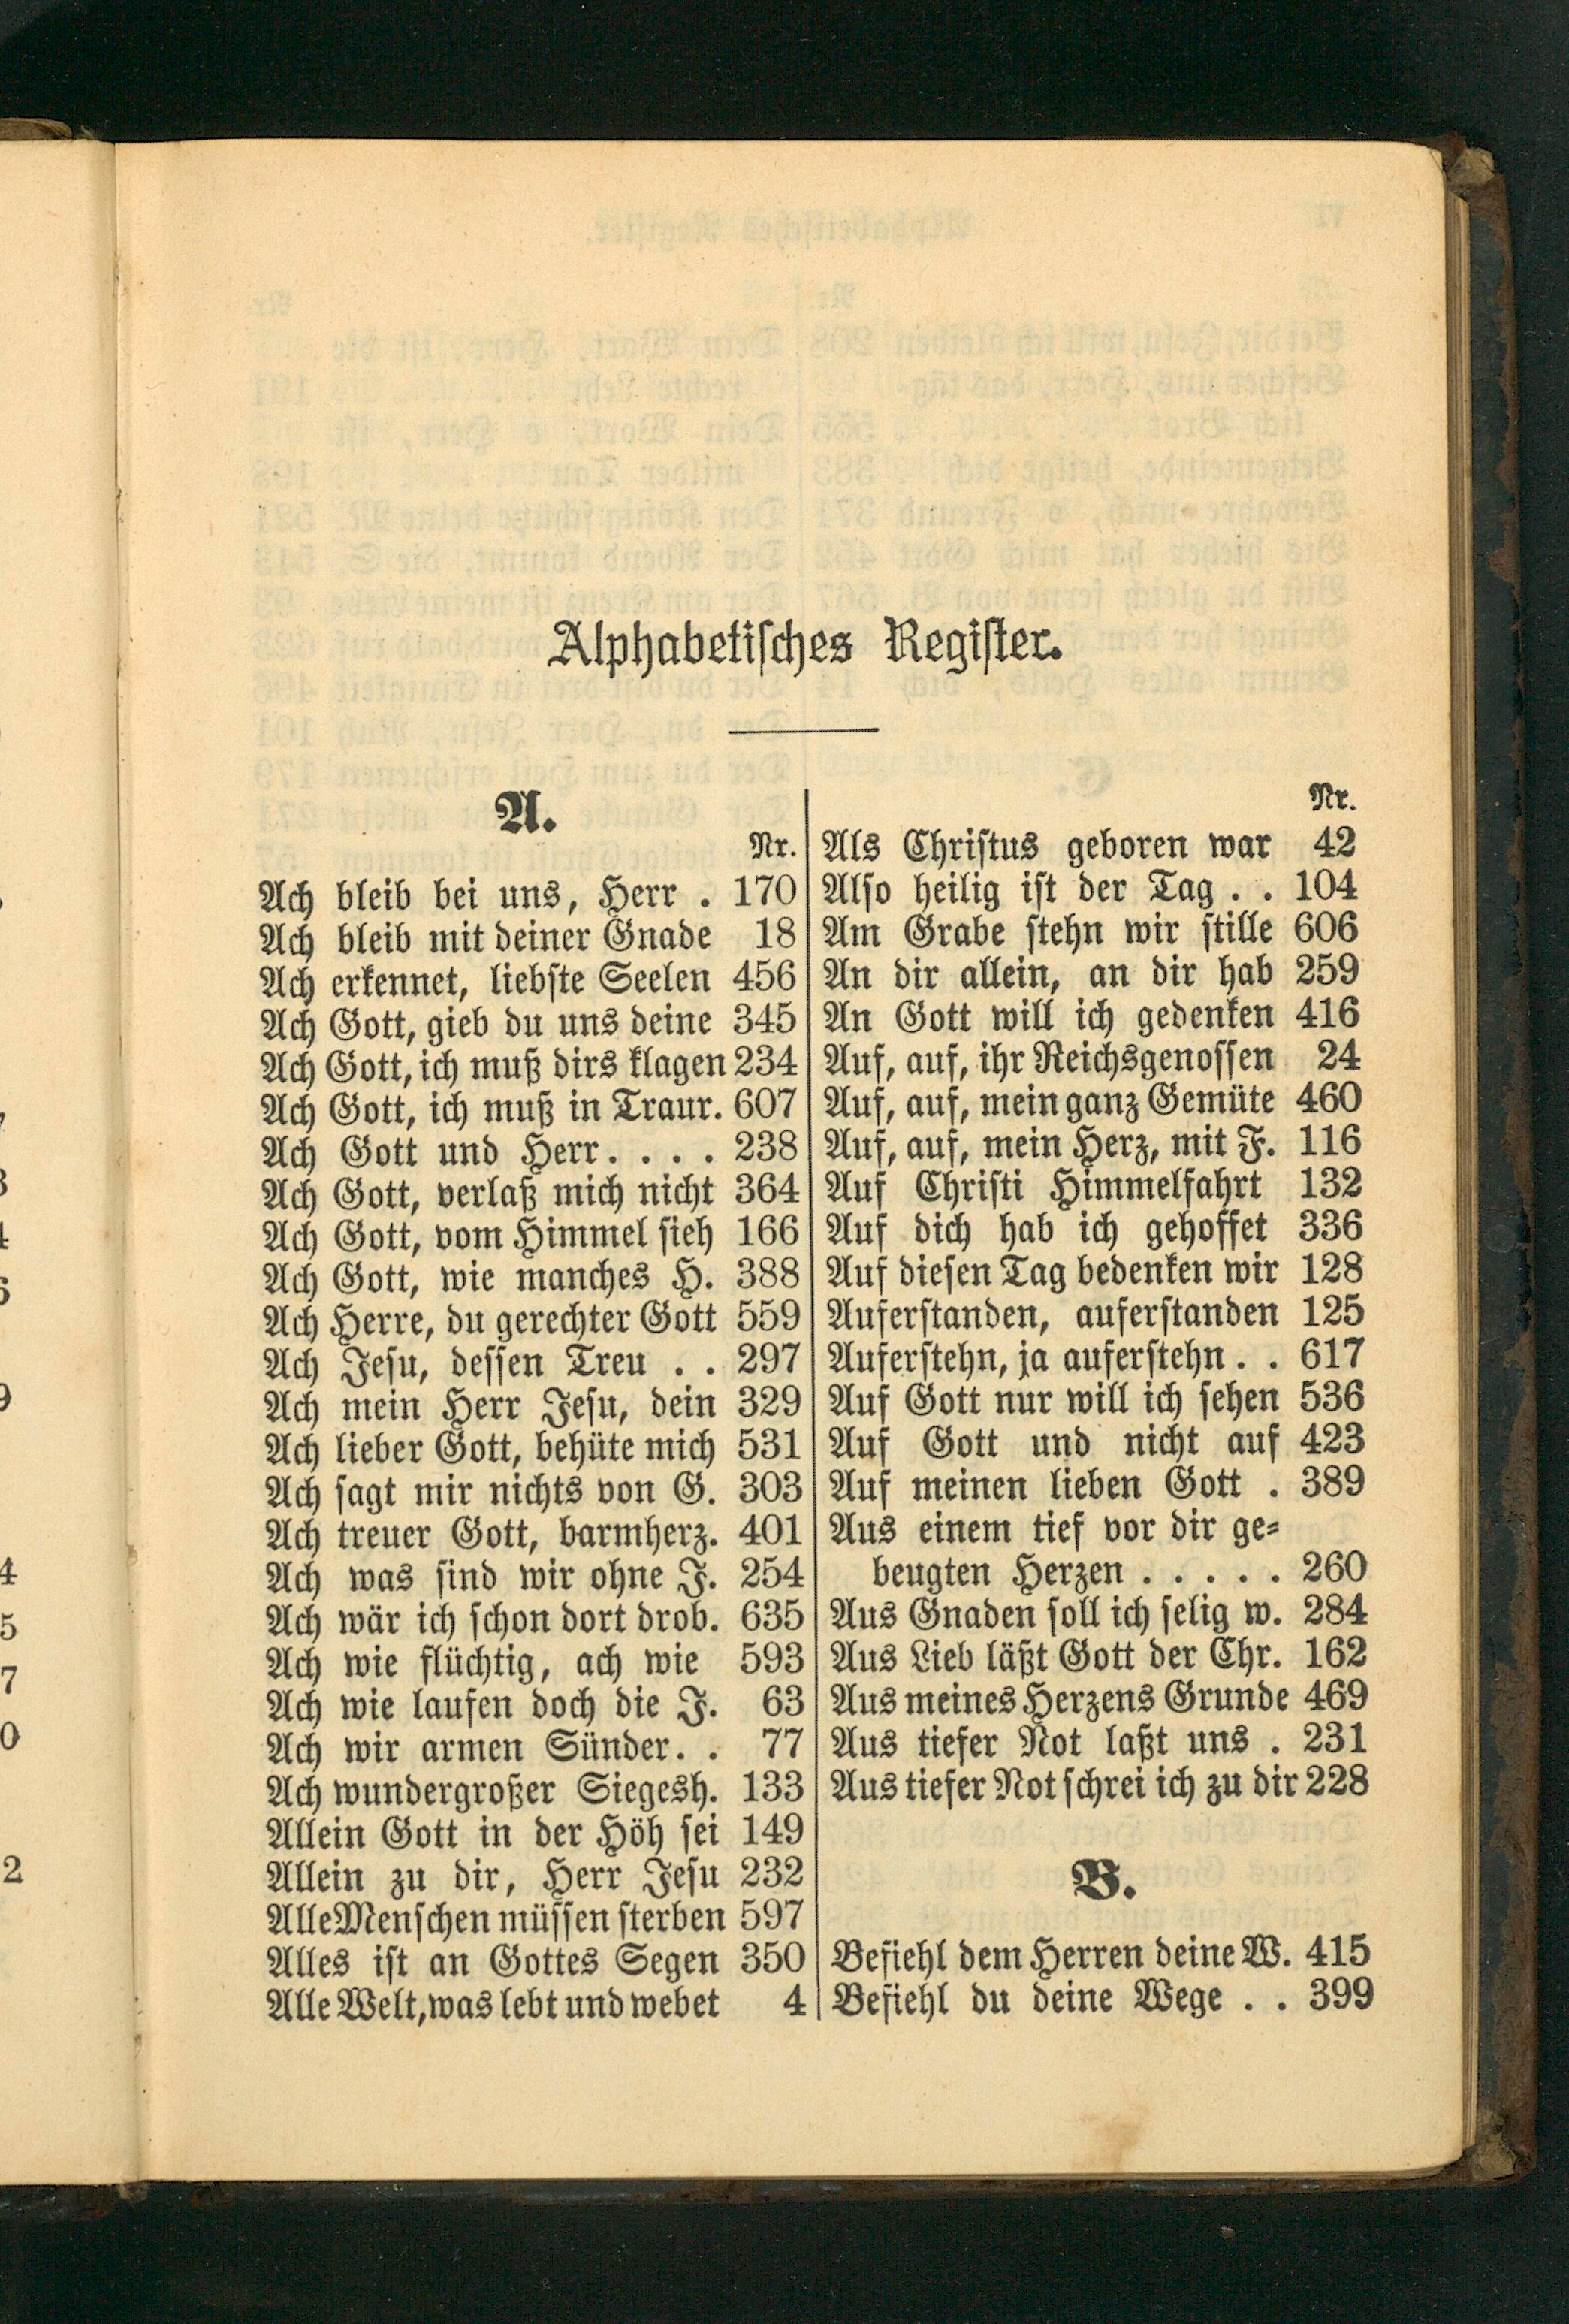 Alphabetisches Register.
A.
Nr.
Ach bleib bei uns, Herr . 170
Ach bleib mit deiner Gnade 18
Ach erkennet, liebste Seelen 456
Ach Gott, gieb du uns deine 345
Ach Gott, ich muß dirs klagen 234
Ach Gott, ich muß in Traur. 607
Ach Gott und Herr. . . . 238
Ach Gott, verlaß mich nicht 364
Ach Gott, vom Himmel sieh 166
Ach Gott, wie manches H. 388
Ach Herre, du gerechter Gott 559
Ach Jesu, dessen Treu . . 297
Ach mein Herr Jesu, dein 329
Ach lieber Gott, behüte mich 531
Ach sagt mir nichts von G. 303
Ach treuer Gott, barmherz. 401
Ach was sind wir ohne J. 254
Ach wär ich schon dort drob. 635
Ach wie flüchtig, ach wie 593
Ach wie laufen doch die J. 63
Ach wir armen Sünder. . 77
Ach wundergroßer Siegesh. 133
Allein Gott in der Höh sei 149
Allein zu dir, Herr Jesu 232
Alle Menschen müssen sterben 597
Alles ist an Gottes Segen 350
Alle Welt, was lebt und webet 4
Nr.
Als Christus geboren war 42
Also heilig ist der Tag . . 104
Am Grabe stehn wir stille 606
An dir allein, an dir hab 259
An Gott will ich gedenken 416
Auf, auf, ihr Reichsgenossen 24
Auf, auf, mein ganz Gemüte 460
Auf, auf, mein Herz, mit F. 116
Auf Christi Himmelfahrt 132
Auf dich hab ich gehoffet 336
Auf diesen Tag bedenken wir 128
Auferstanden, auferstanden 125
Auferstehn, ja auferstehn . . 617
Auf Gott nur will ich sehen 536
Auf Gott und nicht auf 423
Auf meinen lieben Gott . 389
Aus einem tief vor dir ge-
beugten Herzen . . . . . 260
Aus Gnaden soll ich selig w. 284
Aus Lieb läßt Gott der Chr. 162
Aus meines Herzens Grunde 469
Aus tiefer Not laßt uns . 231
Aus tiefer Not schrei ich zu dir 228
B.
Befiehl dem Herren deine W. 415
Befiehl du deine Wege . . 399